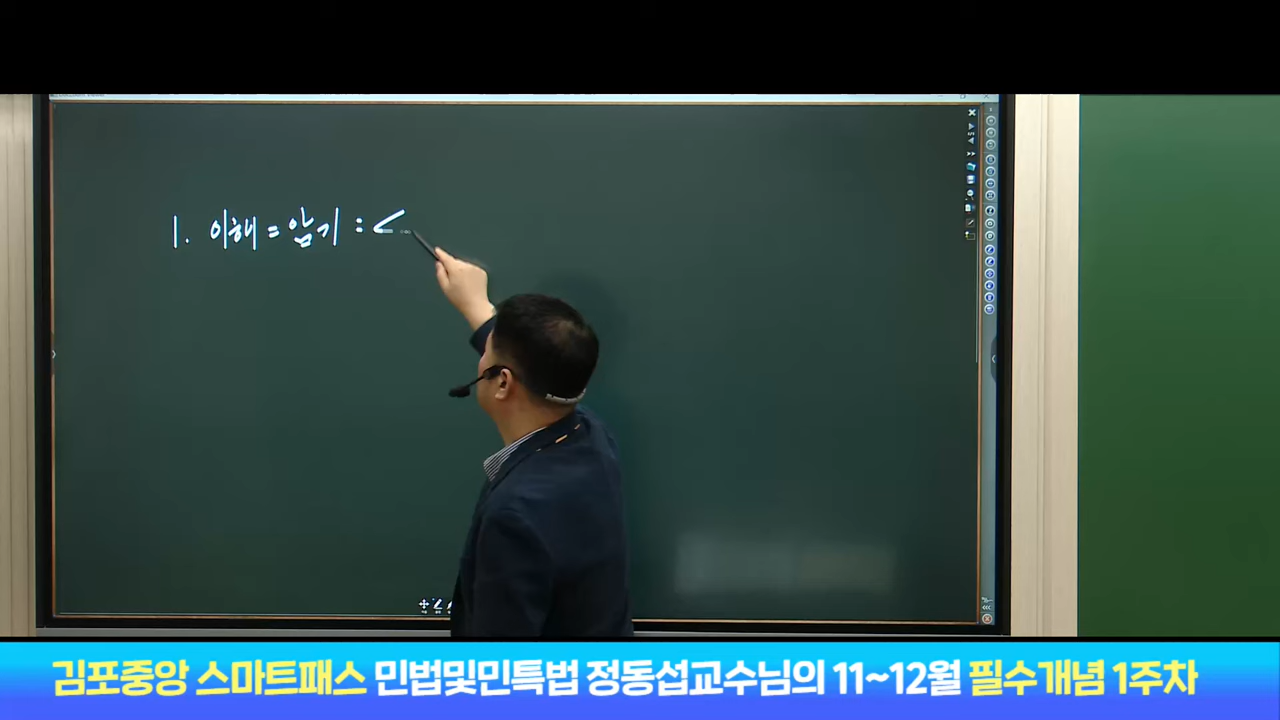 1. 이해 = 암기 : <
김포중앙 스마트패스 민법및민특법 정동섭교수님의 11~12월 필수개념 1주차